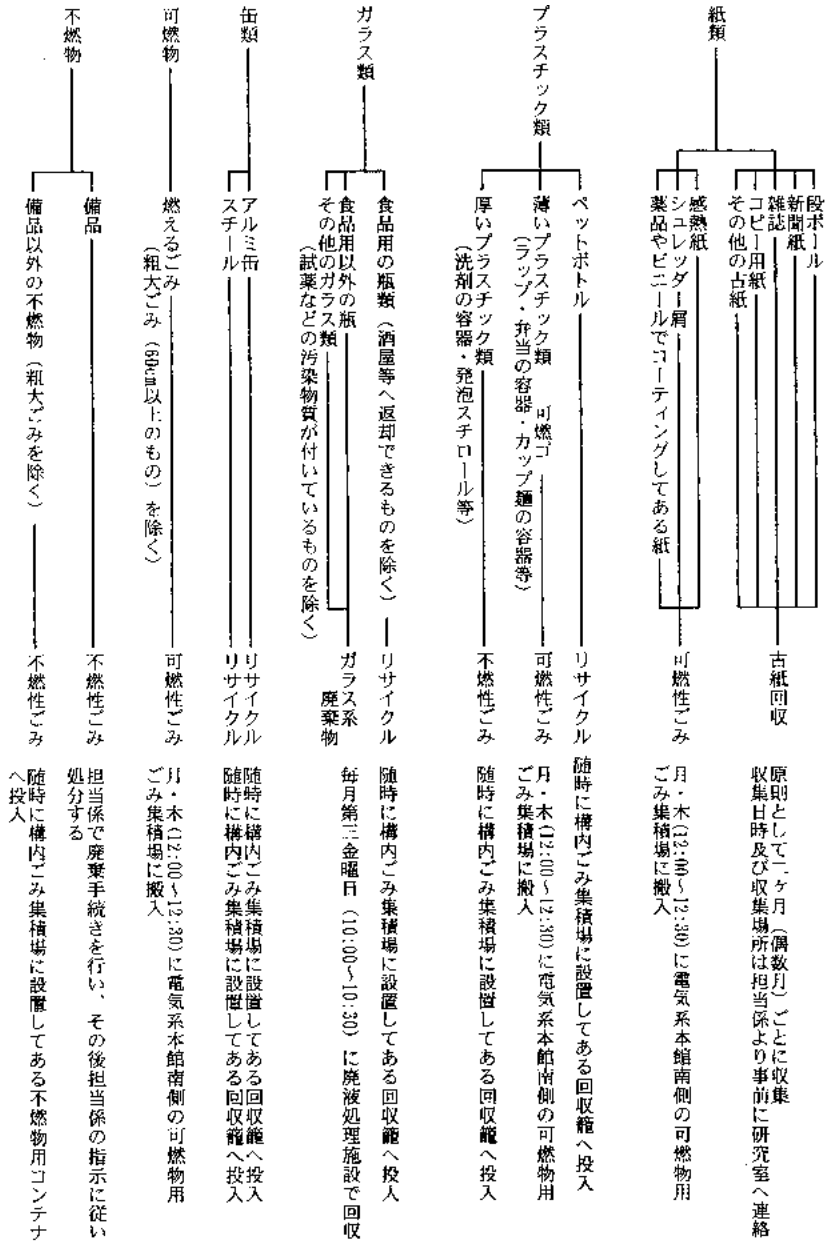 紙類
段ボール
新聞紙
雑誌
コピー用紙
その他の古紙
古紙回収
原則として二ヶ月（偶数月）ごとに収集
収集日時及び収集場所は担当係より事前に研究室へ連絡
感熱紙
シュレッダー屑
薬品やビニールでコーティングしてある紙
可燃性ごみ
月・木（12:00～12:30）に電気系本館南側の可燃物用
ごみ集積場に搬入
プラスチック類
ペットボトル
リサイクル
随時に構内ごみ集積場に設置してある回収籠へ投入
薄いプラスチック類　可燃ゴ
（ラップ・弁当の容器・カップ麺の容器等）
可燃性ごみ
月・木（12:00～12:30）に電気系本館南側の可燃物用
ごみ集積場に搬入
厚いプラスチック類
（洗剤の容器・発泡スチロール等）
不燃性ごみ
随時に構内ごみ集積場に設置してある回収籠へ投入
ガラス類
食品用の瓶類（酒屋等へ返却できるものを除く）
リサイクル
随時に構内ごみ集積場に設置してある回収籠へ投入
食品用以外の瓶
その他のガラス類
（試薬などの汚染物質が付いているものを除く）
ガラス系
廃棄物
毎月第三金曜日（10:00～10:30）に廃液処理施設で回収
缶類
アルミ缶
リサイクル
随時に構内ごみ集積場に設置してある回収籠へ投入
スチール
リサイクル
随時に構内ごみ集積場に設置してある回収籠へ投入
可燃物
燃えるごみ
（粗大ごみ（60cm以上のもの）を除く）
可燃性ごみ
月・木（12:00～12:30）に電気系本館南側の可燃物用
ごみ集積場に搬入
不燃物
備品
不燃性ごみ
担当係で廃棄手続きを行い、その後担当係の指示に従い
処分する
備品以外の不燃物（粗大ごみを除く）
不燃性ごみ
随時に構内ごみ集積場に設置してある不燃物用コンテナ
へ投入